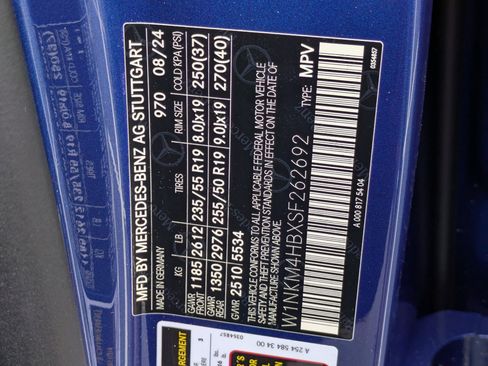 MFD. BY MERCEDES-BENZ AG STUTTGART
970 08/24
KG LB TIRES RIM SIZE COLD KPA(PSI)
GAWR FRONT 1185 2612 235/55 R19 8.0Jx19 250(37)
GAWR REAR 1350 2976 255/50 R19 9.0Jx19 270(40)
GVWR 2510 5534
THIS VEHICLE CONFORMS TO ALL APPLICABLE FEDERAL MOTOR VEHICLE
SAFETY AND THEFT PREVENTION STANDARDS IN EFFECT ON THE DATE OF
MANUFACTURE SHOWN ABOVE.
TYPE: MPV
W1NKM4HBXSF262692
A 000 817 54 04
0354857
A 254 584 34 00
0354857